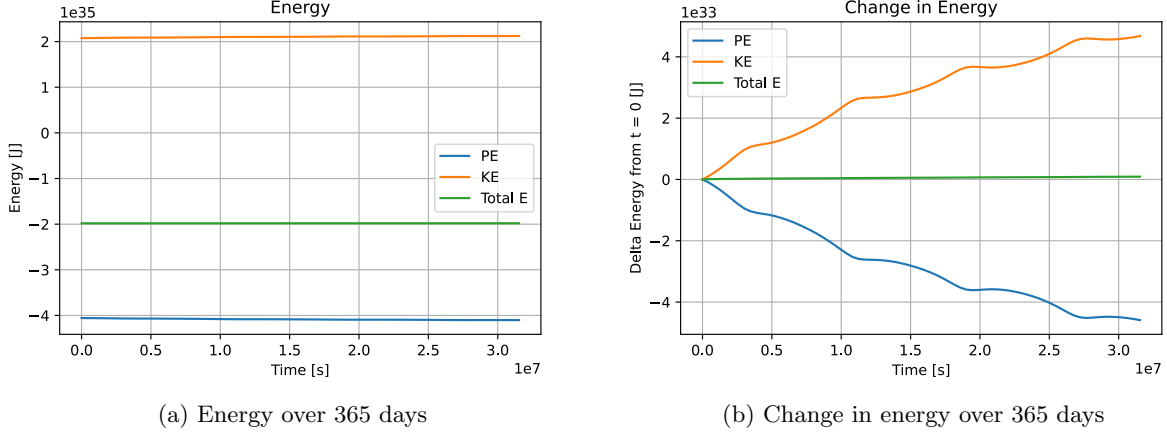 Energy
1e35
2
1
0
−1
−2
−3
−4
Energy [J]
PE
KE
Total E
0.0 0.5 1.0 1.5 2.0 2.5 3.0
1e7
Time [s]
(a) Energy over 365 days
Change in Energy
1e33
4
2
0
−2
−4
Delta Energy from t = 0 [J]
PE
KE
Total E
0.0 0.5 1.0 1.5 2.0 2.5 3.0
1e7
Time [s]
(b) Change in energy over 365 days